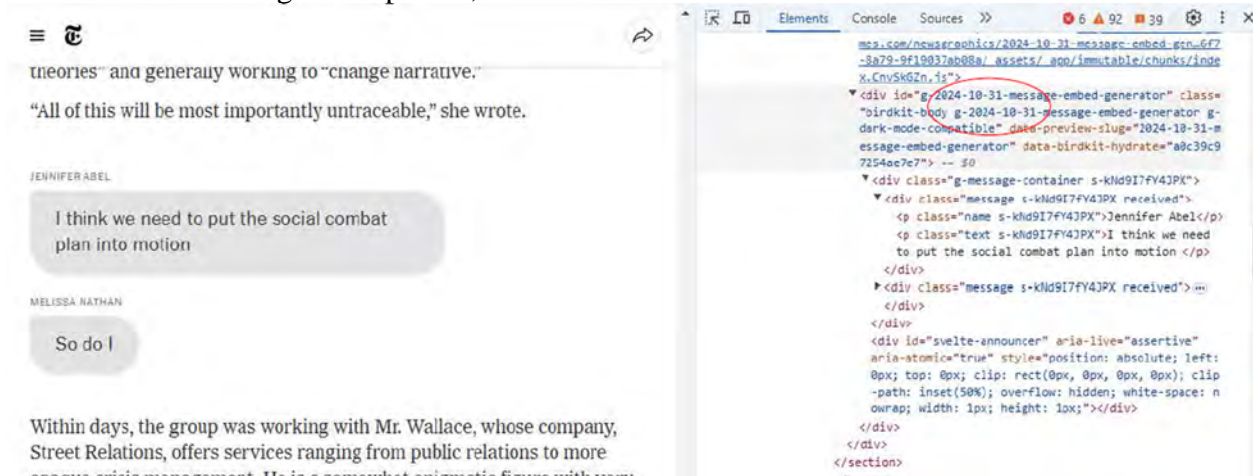 theories” and generally working to “change narrative.”
“All of this will be most importantly untraceable,” she wrote.
JENNIFER ABEL
I think we need to put the social combat
plan into motion
MELISSA NATHAN
So do I
Within days, the group was working with Mr. Wallace, whose company,
Street Relations, offers services ranging from public relations to more
Elements Console Sources 6 92 39
mes.com/newsgraphics/2024-10-31-message-embed-gen…6f7
-8a79-9f19037ab08a/_assets/_app/immutable/chunks/inde
x.CnvSkGZn.js">
<div id="g-2024-10-31-message-embed-generator" class=
"birdkit-body g-2024-10-31-message-embed-generator g-
dark-mode-compatible" data-preview-slug="2024-10-31-m
essage-embed-generator" data-birdkit-hydrate="a0c39c9
7254ae7e7"> == $0
<div class="g-message-container s-kNd9I7fY4JPX">
<div class="message s-kNd9I7fY4JPX received">
<p class="name s-kNd9I7fY4JPX">Jennifer Abel</p>
<p class="text s-kNd9I7fY4JPX">I think we need
to put the social combat plan into motion </p>
</div>
<div class="message s-kNd9I7fY4JPX received">…
</div>
</div>
<div id="svelte-announcer" aria-live="assertive"
aria-atomic="true" style="position: absolute; left:
0px; top: 0px; clip: rect(0px, 0px, 0px, 0px); clip
-path: inset(50%); overflow: hidden; white-space: n
owrap; width: 1px; height: 1px;"></div>
</div>
</div>
</section>